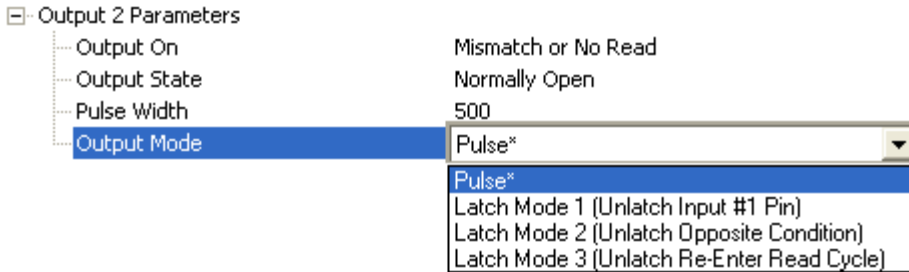 Output 2 Parameters
Output On Mismatch or No Read
Output State Normally Open
Pulse Width 500
Output Mode Pulse*
Pulse*
Latch Mode 1 (Unlatch Input #1 Pin)
Latch Mode 2 (Unlatch Opposite Condition)
Latch Mode 3 (Unlatch Re-Enter Read Cycle)